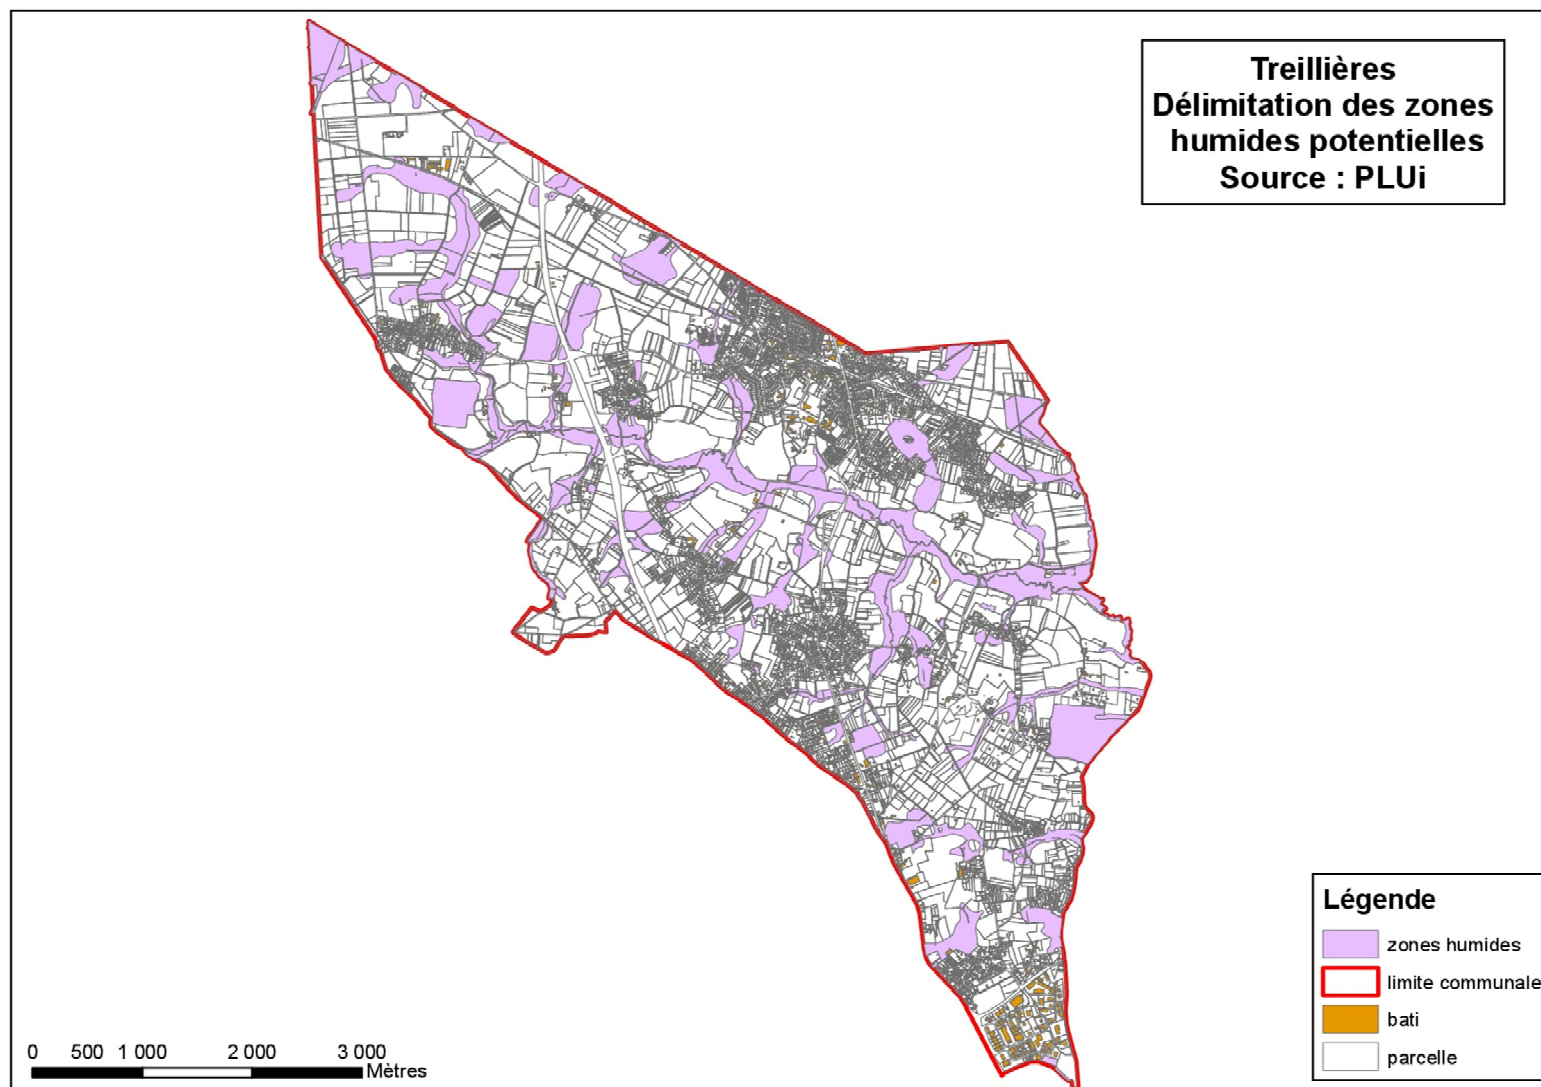 Treillières
Délimitation des zones
humides potentielles
Source : PLUi
Légende
zones humides
limite communale
bati
parcelle
0 500 1 000 2 000 3 000
Mètres